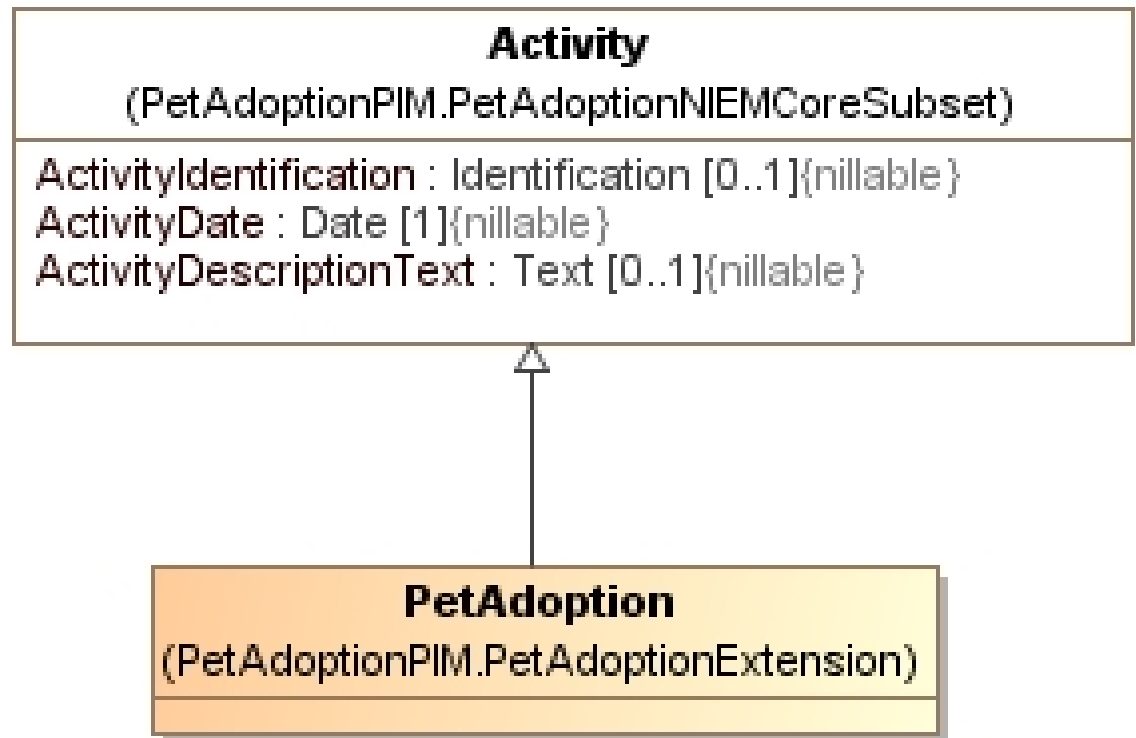 Activity
(PetAdoptionPIM.PetAdoptionNIEMCoreSubset)
ActivityIdentification : Identification [0..1]{nillable}
ActivityDate : Date [1]{nillable}
ActivityDescriptionText : Text [0..1]{nillable}
PetAdoption
(PetAdoptionPIM.PetAdoptionExtension)